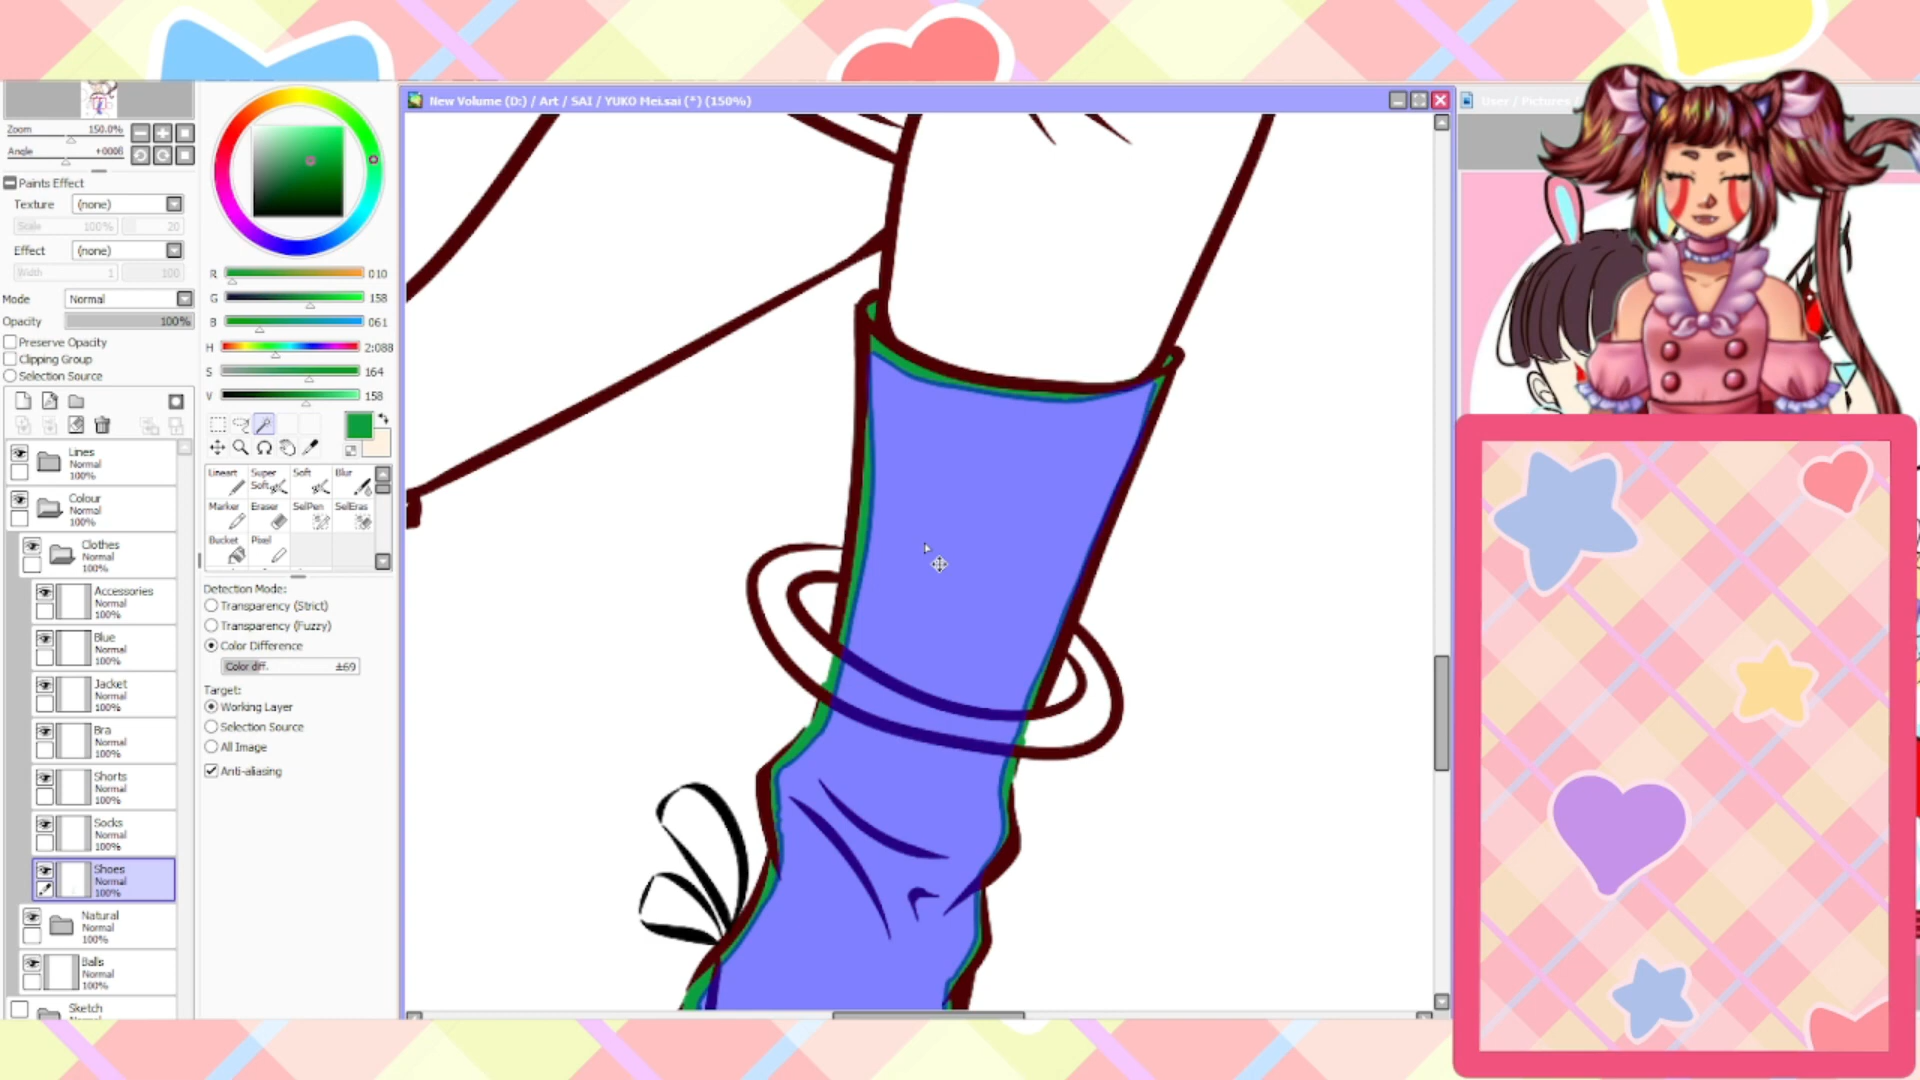 New Volume (D:) / Art / SAI / YUKO Mei.sai (*) (150%)
User / Pictures /
Zoom 150.0%
Angle +0008
Paints Effect
Texture (none)
Scale 100% 20
Effect (none)
Width 1 100
Mode Normal
Opacity 100%
Preserve Opacity
Clipping Group
Selection Source
Lines
Normal
100%
Colour
Normal
100%
Clothes
Normal
100%
Accessories
Normal
100%
Blue
Normal
100%
Jacket
Normal
100%
Bra
Normal
100%
Shorts
Normal
100%
Socks
Normal
100%
Shoes
Normal
100%
Natural
Normal
100%
Balls
Normal
100%
Sketch
R 010
G 158
B 061
H 2:088
S 164
V 158
Lineart Super Soft Soft Blur
Marker Eraser SelPen SelEras
Bucket Pixel
Detection Mode:
Transparency (Strict)
Transparency (Fuzzy)
Color Difference
Color diff. ±69
Target:
Working Layer
Selection Source
All Image
Anti-aliasing